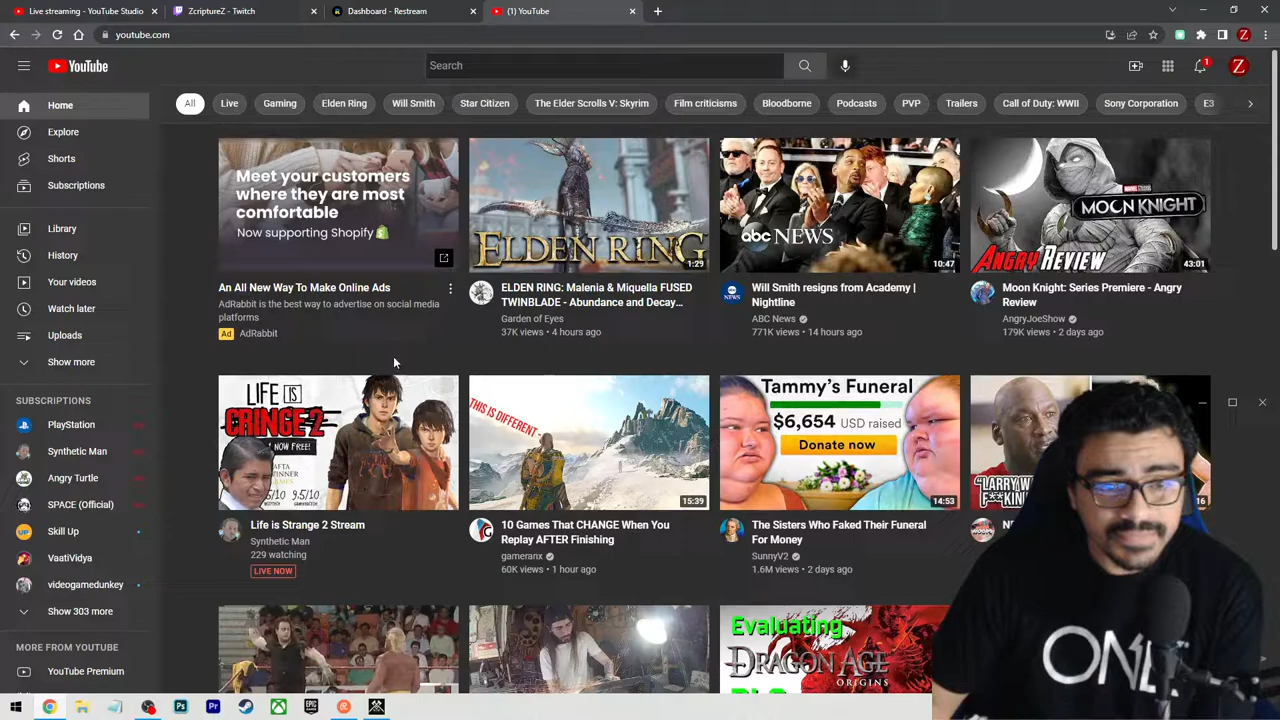 Live streaming - YouTube Studio
ZcriptureZ - Twitch
Dashboard - Restream
(1) YouTube
youtube.com
YouTube
Search
1
Z
Home
Explore
Shorts
Subscriptions
Library
History
Your videos
Watch later
Uploads
Show more
SUBSCRIPTIONS
PlayStation
Synthetic Man
Angry Turtle
SPACE (Official)
Skill Up
VaatiVidya
videogamedunkey
Show 303 more
MORE FROM YOUTUBE
YouTube Premium
All
Live
Gaming
Elden Ring
Will Smith
Star Citizen
The Elder Scrolls V: Skyrim
Film criticisms
Bloodborne
Podcasts
PVP
Trailers
Call of Duty: WWII
Sony Corporation
E3
Meet your customers
where they are most
comfortable
Now supporting Shopify
An All New Way To Make Online Ads
AdRabbit is the best way to advertise on social media
platforms
Ad AdRabbit
ELDEN RING
1:29
ELDEN RING: Malenia & Miquella FUSED
TWINBLADE - Abundance and Decay...
Garden of Eyes
37K views • 4 hours ago
abc NEWS
10:47
Will Smith resigns from Academy |
Nightline
ABC News
771K views • 14 hours ago
MARVEL STUDIOS
MOON KNIGHT
ANGRY REVIEW
43:01
Moon Knight: Series Premiere - Angry
Review
AngryJoeShow
179K views • 2 days ago
LIFE IS
CRINGE 2
NOW FREE!
WINNER
9.5/10
Life is Strange 2 Stream
Synthetic Man
229 watching
LIVE NOW
THIS IS DIFFERENT
15:39
10 Games That CHANGE When You
Replay AFTER Finishing
gameranx
60K views • 1 hour ago
Tammy's Funeral
$6,654 USD raised
Donate now
14:53
The Sisters Who Faked Their Funeral
For Money
SunnyV2
1.6M views • 2 days ago
"LARRY
Evaluating
DRAGON AGE
ORIGINS